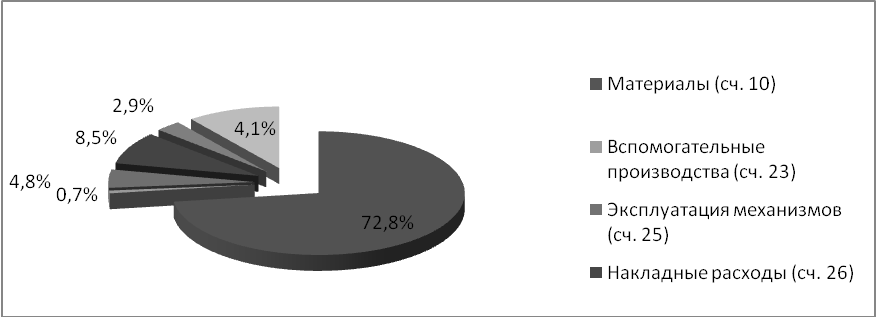 2,9%
4,1%
8,5%
4,8%
0,7%
72,8%
Материалы (сч. 10)
Вспомогательные
производства (сч. 23)
Эксплуатация механизмов
(сч. 25)
Накладные расходы (сч. 26)